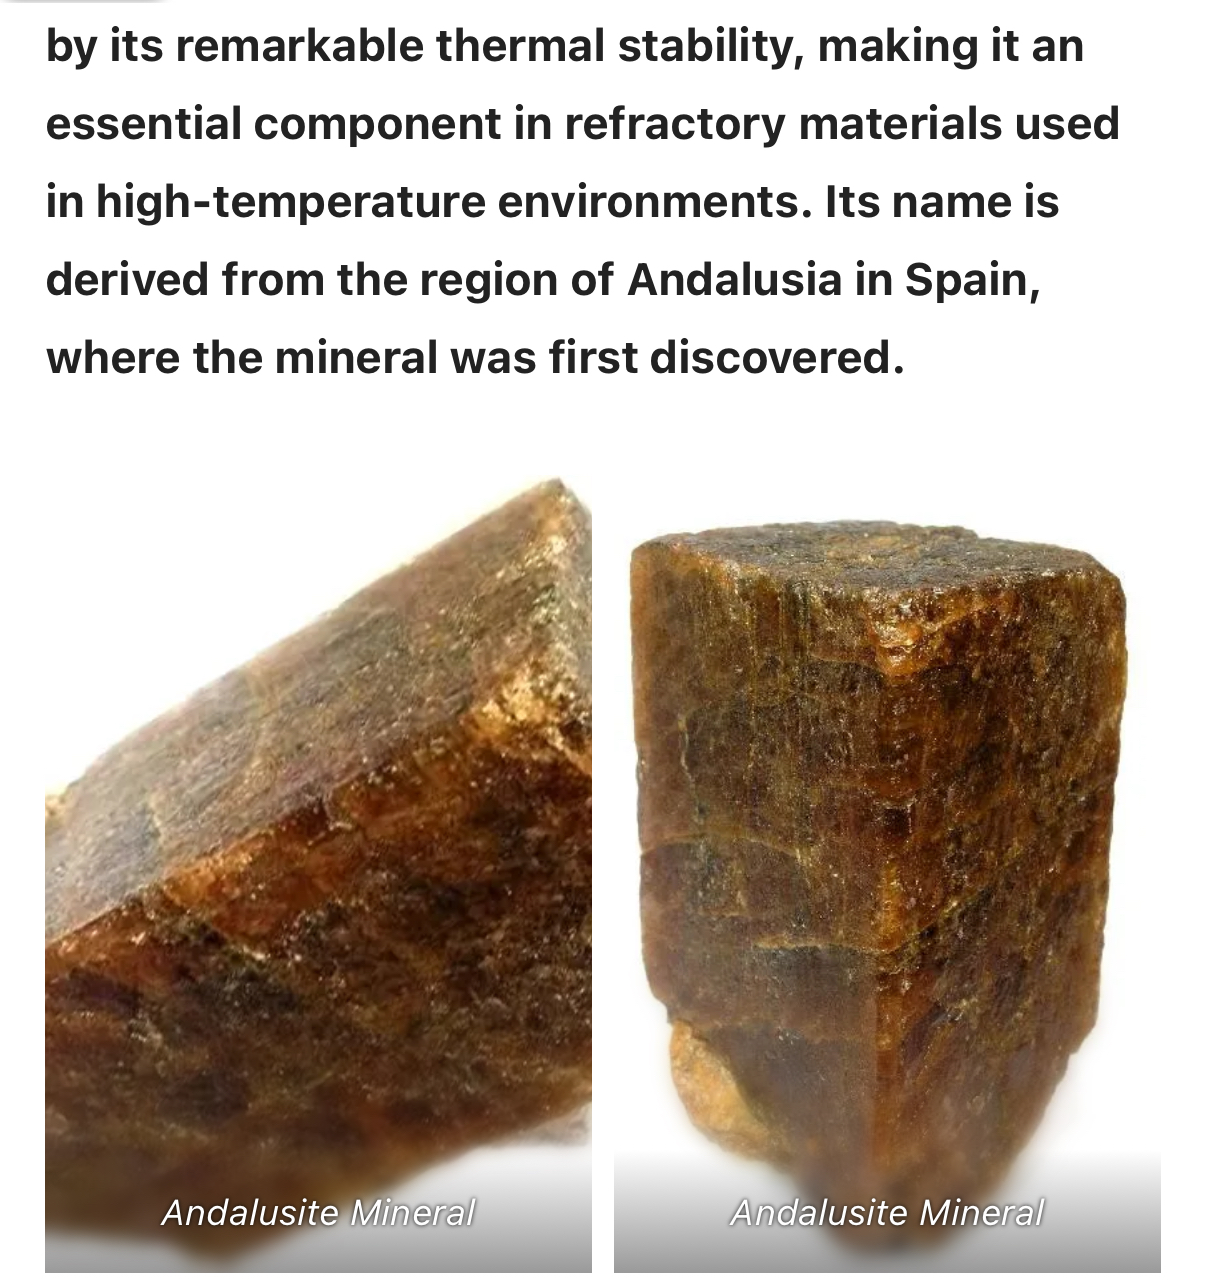 by its remarkable thermal stability, making it an
essential component in refractory materials used
in high-temperature environments. Its name is
derived from the region of Andalusia in Spain,
where the mineral was first discovered.
Andalusite Mineral
Andalusite Mineral